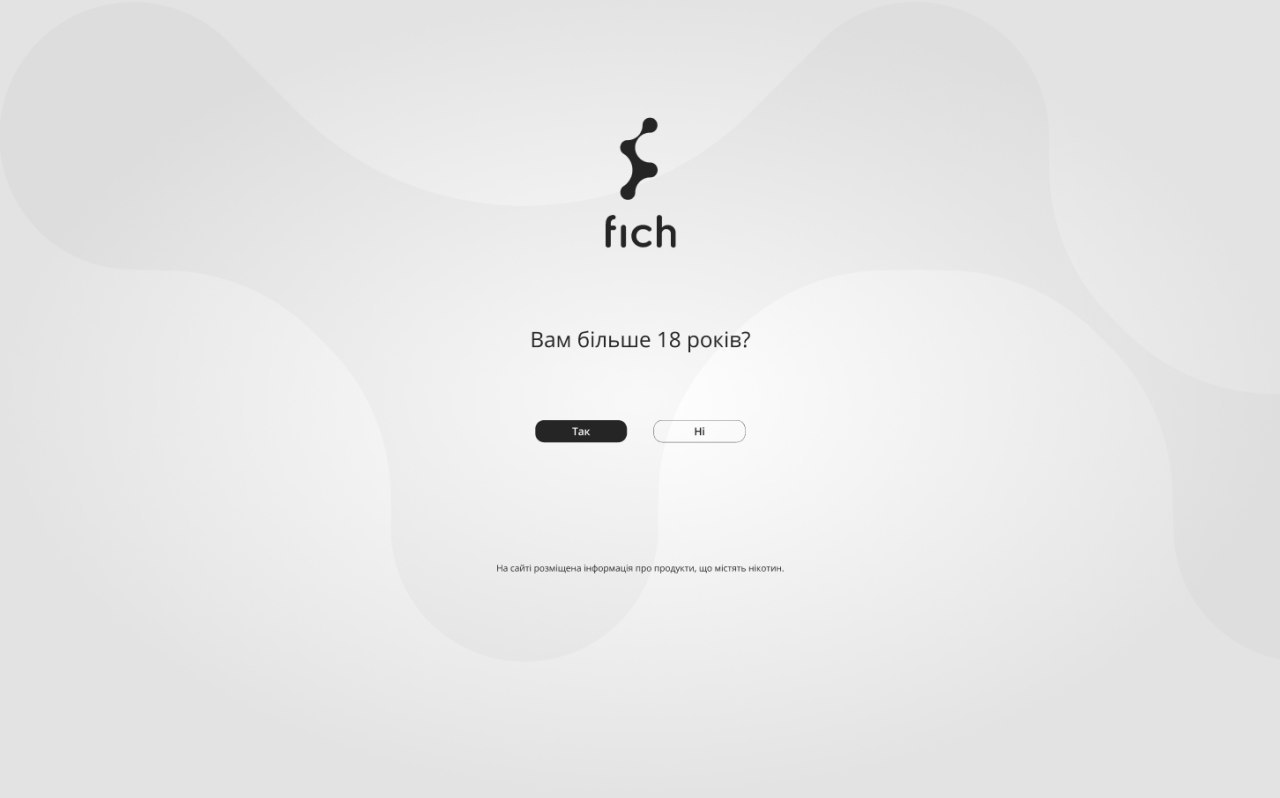 fich
Вам більше 18 років?
Так
Ні
На сайті розміщена інформація про продукти, що містять нікотин.